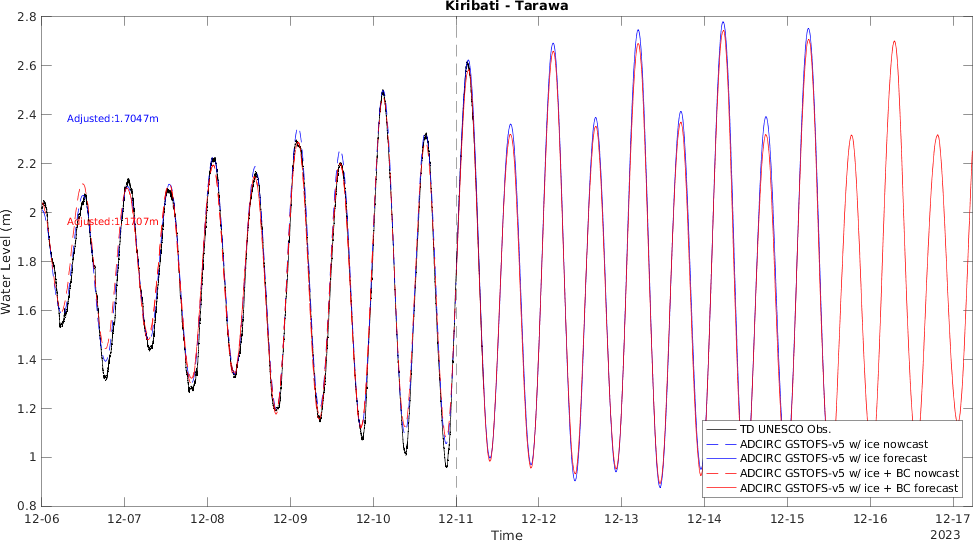 Kiribati - Tarawa
2.8
2.6
2.4
2.2
2
1.8
1.6
1.4
1.2
1
0.8
Water Level (m)
Adjusted:1.7047m
Adjusted:1.1707m
TD UNESCO Obs.
ADCIRC GSTOFS-v5 w/ ice nowcast
ADCIRC GSTOFS-v5 w/ ice forecast
ADCIRC GSTOFS-v5 w/ ice + BC nowcast
ADCIRC GSTOFS-v5 w/ ice + BC forecast
12-06 12-07 12-08 12-09 12-10 12-11 12-12 12-13 12-14 12-15 12-16 12-17
Time
2023